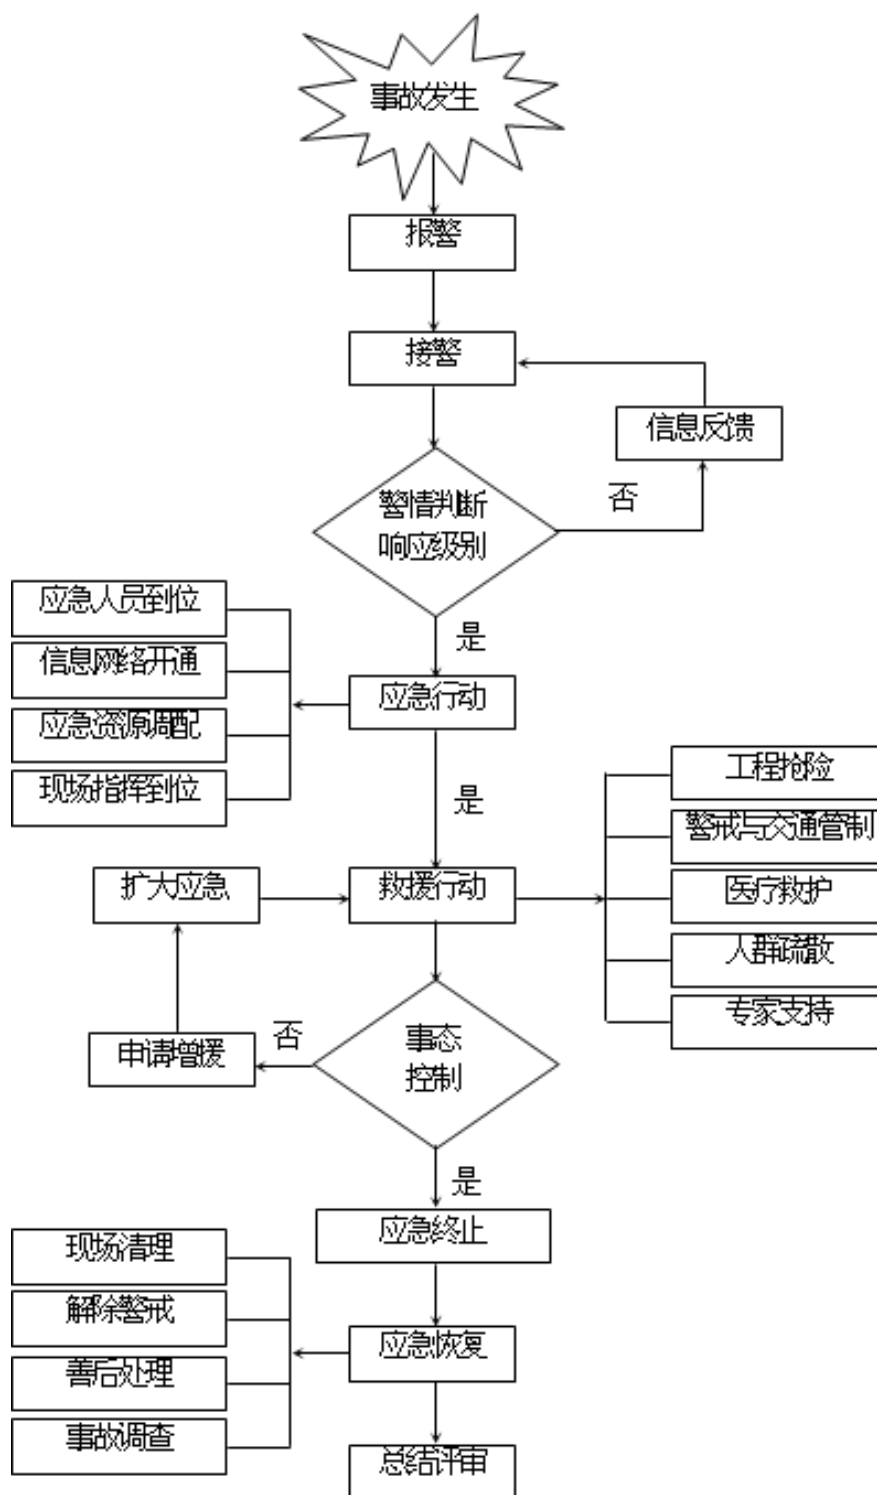 事故发生
报警
接警
信息反馈
警情判断
响应级别
否
是
应急人员到位
信息网络开通
应急资源调配
现场指挥到位
应急行动
是
工程抢险
警戒与交通管制
医疗救护
人群疏散
专家支持
扩大应急
救援行动
申请增援
否
事态
控制
是
应急终止
现场清理
解除警戒
善后处理
事故调查
应急恢复
总结评审